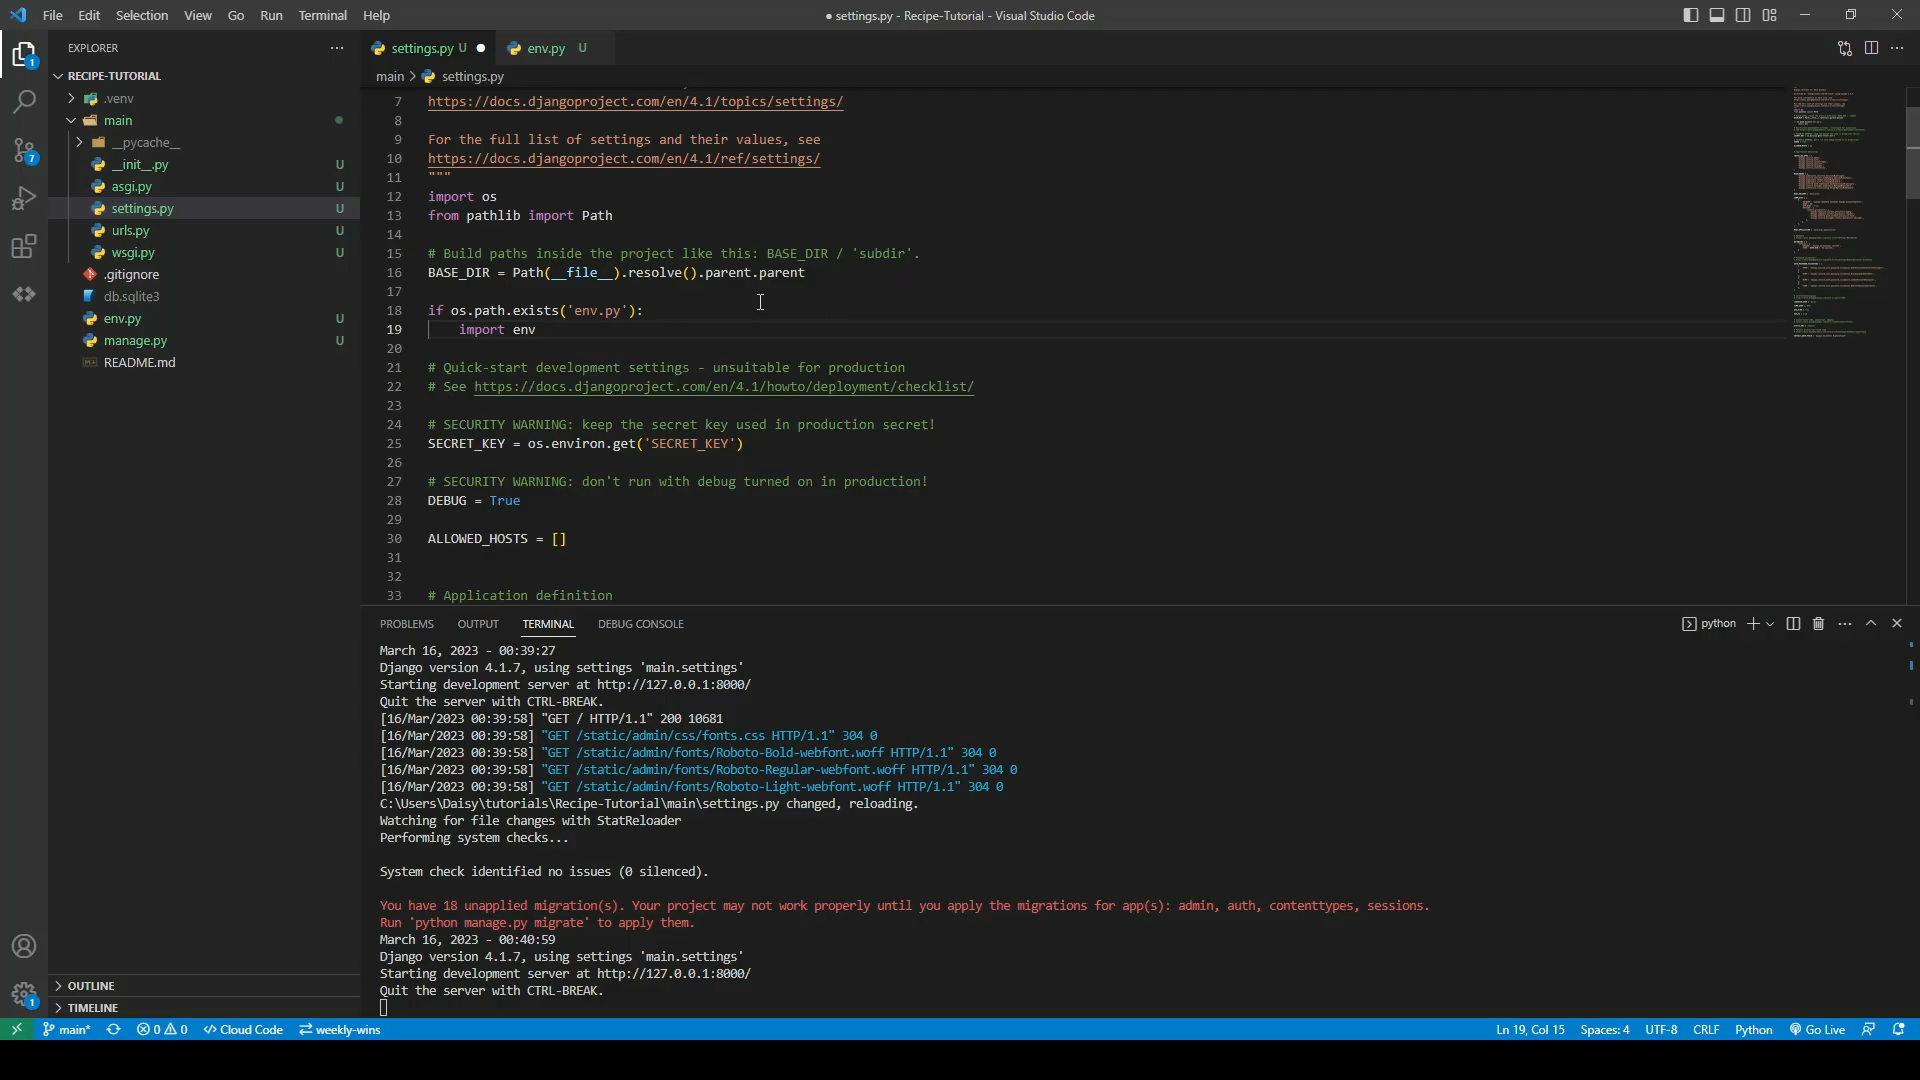 File Edit Selection View Go Run Terminal Help
● settings.py - Recipe-Tutorial - Visual Studio Code
EXPLORER
RECIPE-TUTORIAL
.venv
main
__pycache__
__init__.py U
asgi.py U
settings.py U
urls.py U
wsgi.py U
.gitignore
db.sqlite3
env.py U
manage.py U
README.md
OUTLINE
TIMELINE
1
7
1
settings.py U ●
env.py U
main > settings.py
7 https://docs.djangoproject.com/en/4.1/topics/settings/
8
9 For the full list of settings and their values, see
10 https://docs.djangoproject.com/en/4.1/ref/settings/
11 """
12 import os
13 from pathlib import Path
14
15 # Build paths inside the project like this: BASE_DIR / 'subdir'.
16 BASE_DIR = Path(__file__).resolve().parent.parent
17
18 if os.path.exists('env.py'):
19 import env
20
21 # Quick-start development settings - unsuitable for production
22 # See https://docs.djangoproject.com/en/4.1/howto/deployment/checklist/
23
24 # SECURITY WARNING: keep the secret key used in production secret!
25 SECRET_KEY = os.environ.get('SECRET_KEY')
26
27 # SECURITY WARNING: don't run with debug turned on in production!
28 DEBUG = True
29
30 ALLOWED_HOSTS = []
31
32
33 # Application definition
PROBLEMS OUTPUT TERMINAL DEBUG CONSOLE
python
March 16, 2023 - 00:39:27
Django version 4.1.7, using settings 'main.settings'
Starting development server at http://127.0.0.1:8000/
Quit the server with CTRL-BREAK.
[16/Mar/2023 00:39:58] "GET / HTTP/1.1" 200 10681
[16/Mar/2023 00:39:58] "GET /static/admin/css/fonts.css HTTP/1.1" 304 0
[16/Mar/2023 00:39:58] "GET /static/admin/fonts/Roboto-Bold-webfont.woff HTTP/1.1" 304 0
[16/Mar/2023 00:39:58] "GET /static/admin/fonts/Roboto-Regular-webfont.woff HTTP/1.1" 304 0
[16/Mar/2023 00:39:58] "GET /static/admin/fonts/Roboto-Light-webfont.woff HTTP/1.1" 304 0
C:\Users\Daisy\tutorials\Recipe-Tutorial\main\settings.py changed, reloading.
Watching for file changes with StatReloader
Performing system checks...
System check identified no issues (0 silenced).
You have 18 unapplied migration(s). Your project may not work properly until you apply the migrations for app(s): admin, auth, contenttypes, sessions.
Run 'python manage.py migrate' to apply them.
March 16, 2023 - 00:40:59
Django version 4.1.7, using settings 'main.settings'
Starting development server at http://127.0.0.1:8000/
Quit the server with CTRL-BREAK.
main* 0 0 Cloud Code weekly-wins
Ln 19, Col 15 Spaces: 4 UTF-8 CRLF Python Go Live